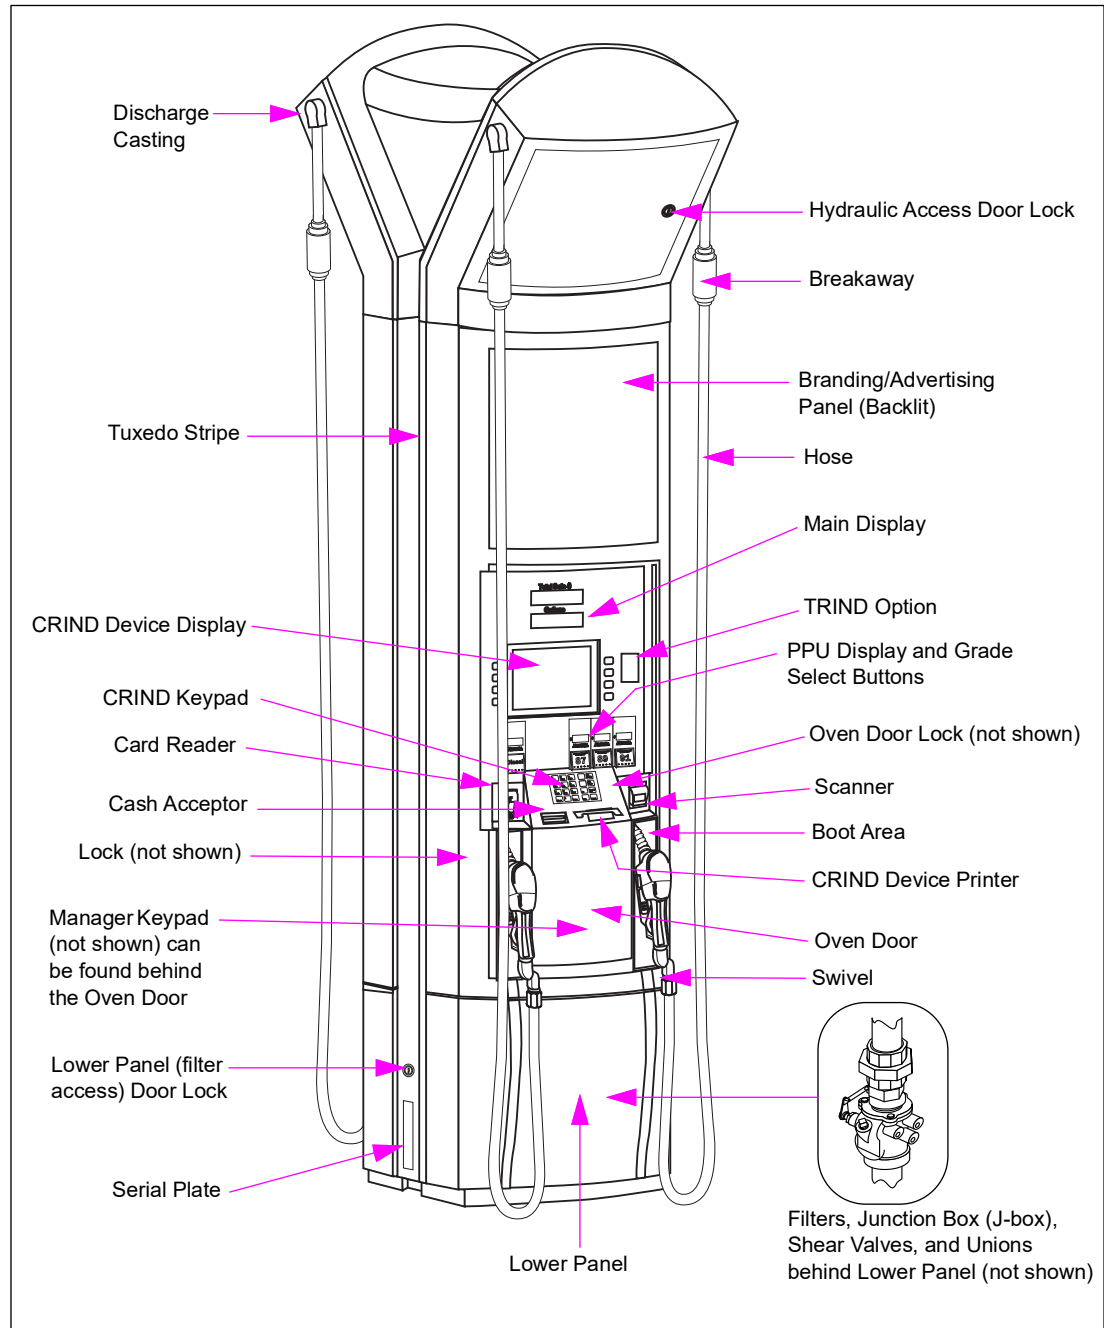 Discharge
Casting
Hydraulic Access Door Lock
Breakaway
Branding/Advertising
Panel (Backlit)
Tuxedo Stripe
Hose
Main Display
TRIND Option
CRIND Device Display
PPU Display and Grade
Select Buttons
CRIND Keypad
Oven Door Lock (not shown)
Card Reader
87 89 91
Scanner
Cash Acceptor
Boot Area
Lock (not shown)
CRIND Device Printer
Manager Keypad
(not shown) can
be found behind
the Oven Door
Oven Door
Swivel
Lower Panel (filter
access) Door Lock
Serial Plate
Lower Panel
Filters, Junction Box (J-box),
Shear Valves, and Unions
behind Lower Panel (not shown)